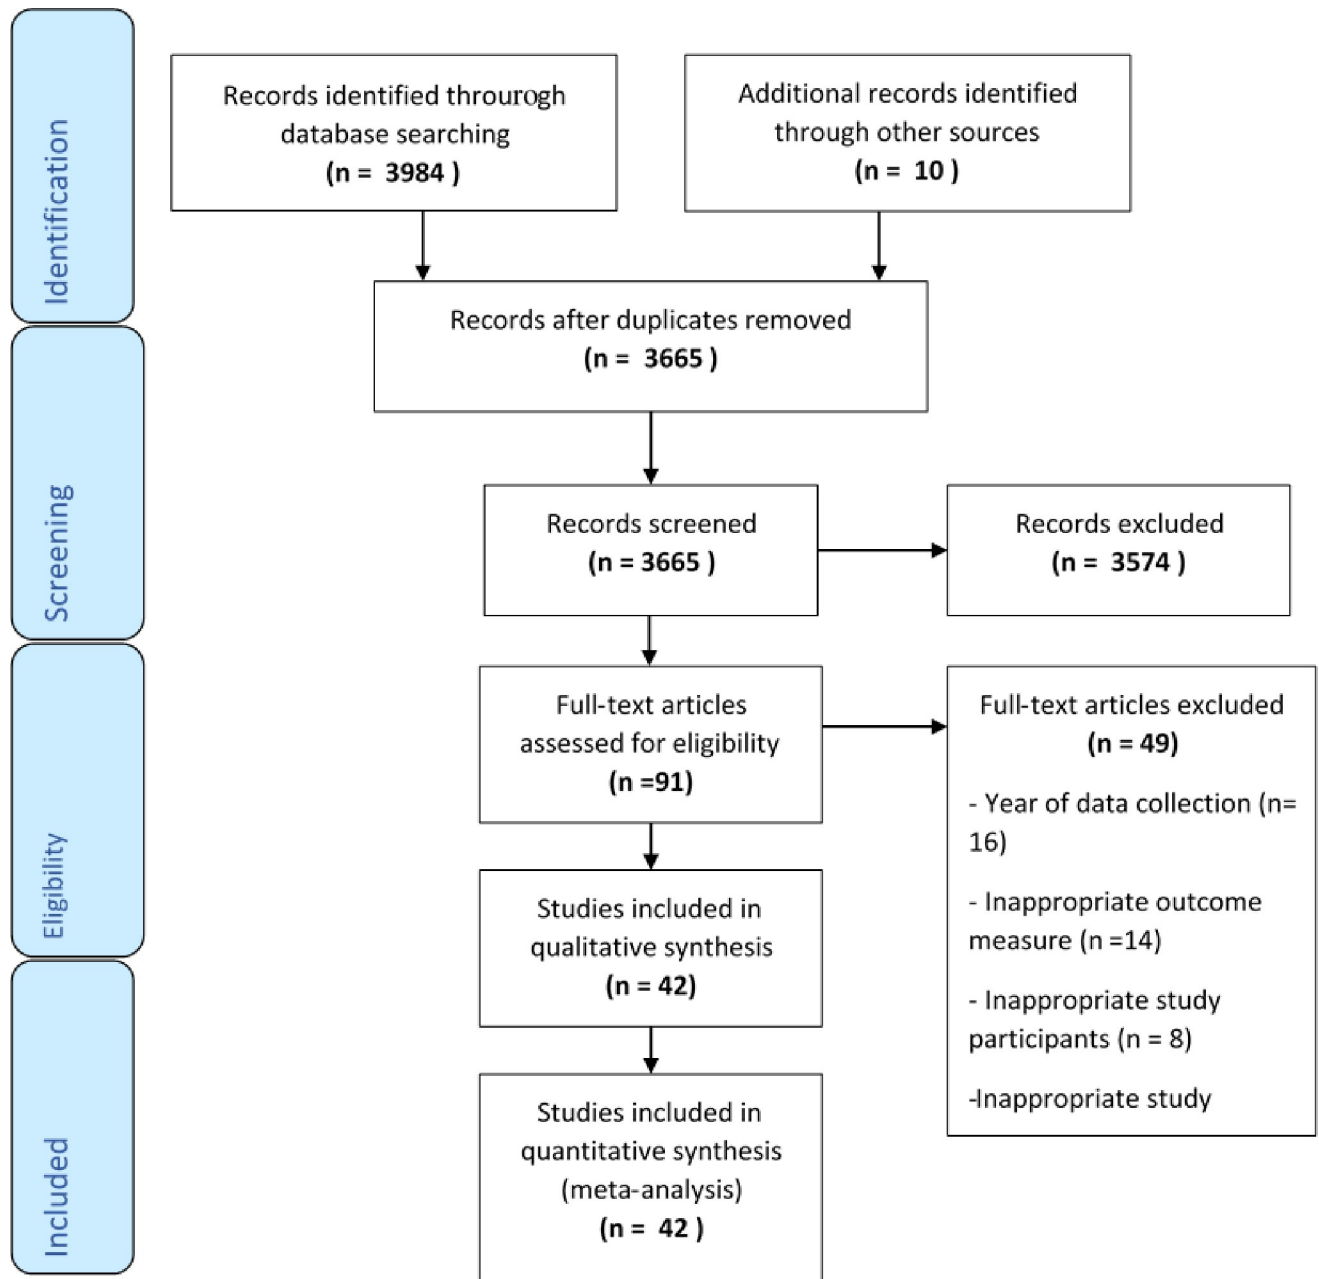 Identification
Records identified throurogh
database searching
(n = 3984 )
Additional records identified
through other sources
(n = 10 )
Records after duplicates removed
(n = 3665 )
Screening
Records screened
(n = 3665 )
Records excluded
(n = 3574 )
Eligibility
Full-text articles
assessed for eligibility
(n =91)
Full-text articles excluded
(n = 49)
- Year of data collection (n=
16)
- Inappropriate outcome
measure (n =14)
- Inappropriate study
participants (n = 8)
-Inappropriate study
Studies included in
qualitative synthesis
(n = 42)
Included
Studies included in
quantitative synthesis
(meta-analysis)
(n = 42 )